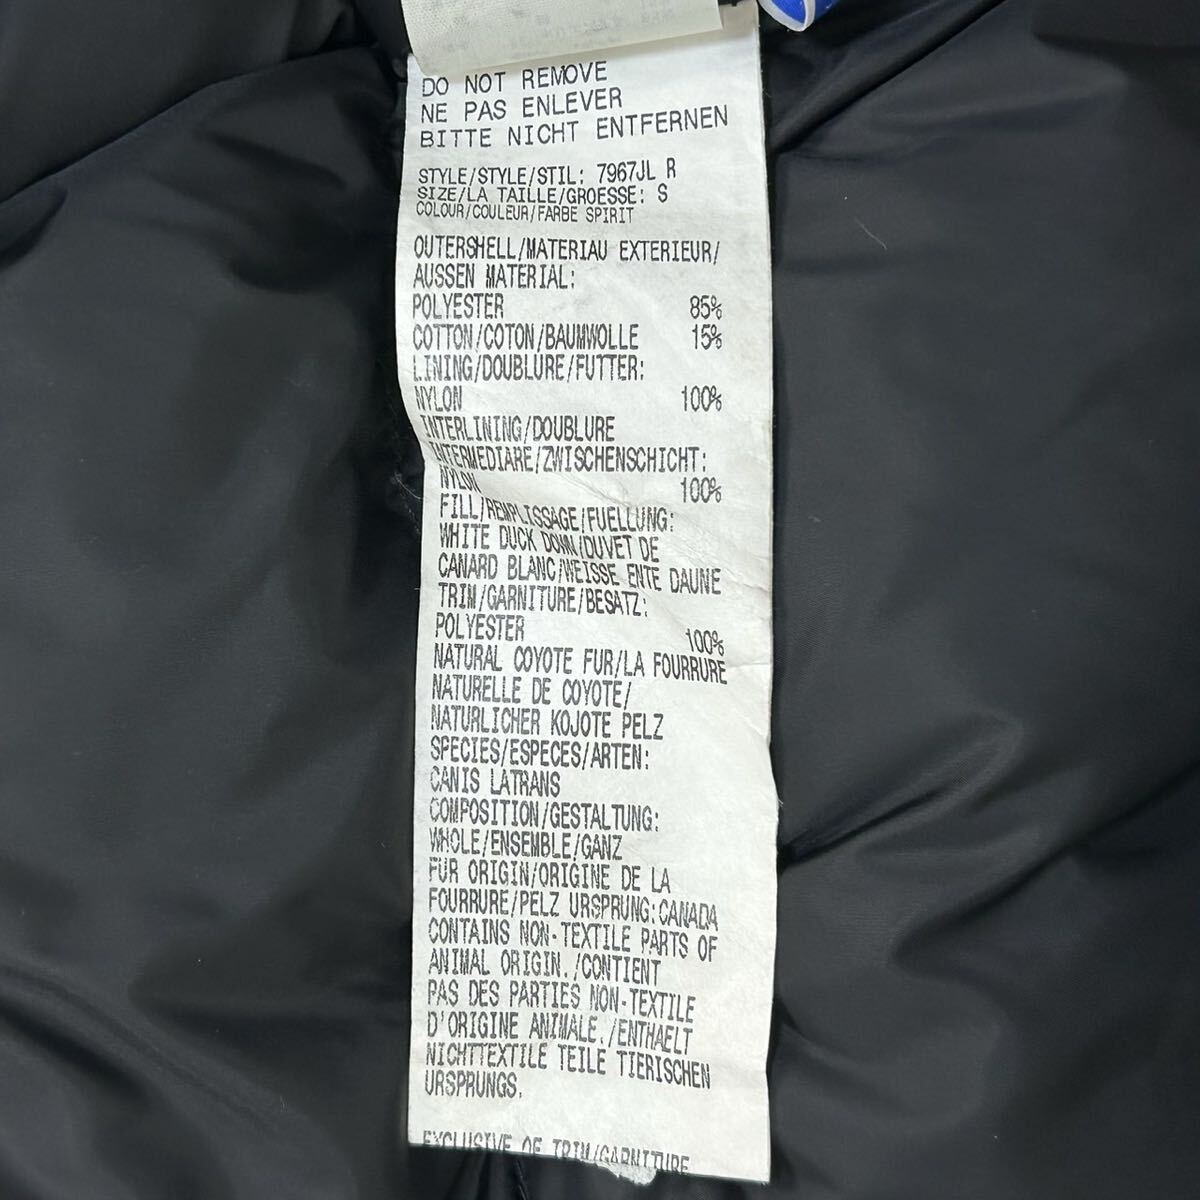 DO NOT REMOVE
NE PAS ENLEVER
BITTE NICHT ENTFERNEN
STYLE/STYLE/STIL: 7967JL R
SIZE/LA TAILLE/GROESSE: S
COLOUR/COULEUR/FARBE SPIRIT
OUTERSHELL/MATERIAU EXTERIEUR/
AUSSEN MATERIAL:
POLYESTER 85%
COTTON/COTON/BAUMWOLLE 15%
LINING/DOUBLURE/FUTTER:
NYLON 100%
INTERLINING/DOUBLURE
INTERMEDIARE/ZWISCHENSCHICHT:
NYLON 100%
FILL/REMPLISSAGE/FUELLUNG:
WHITE DUCK DOWN/DUVET DE
CANARD BLANC/WEISSE ENTE DAUNE
TRIM/GARNITURE/BESATZ:
POLYESTER 100%
NATURAL COYOTE FUR/LA FOURRURE
NATURELLE DE COYOTE/
NATURLICHER KOJOTE PELZ
SPECIES/ESPECES/ARTEN:
CANIS LATRANS
COMPOSITION/GESTALTUNG:
WHOLE/ENSEMBLE/GANZ
FUR ORIGIN/ORIGINE DE LA
FOURRURE/PELZ URSPRUNG:CANADA
CONTAINS NON-TEXTILE PARTS OF
ANIMAL ORIGIN./CONTIENT
PAS DES PARTIES NON-TEXTILE
D'ORIGINE ANIMALE./ENTHAELT
NICHTTEXTILE TEILE TIERISCHEN
URSPRUNGS.
EXCLUSIVE OF TRIM/GARNITURE